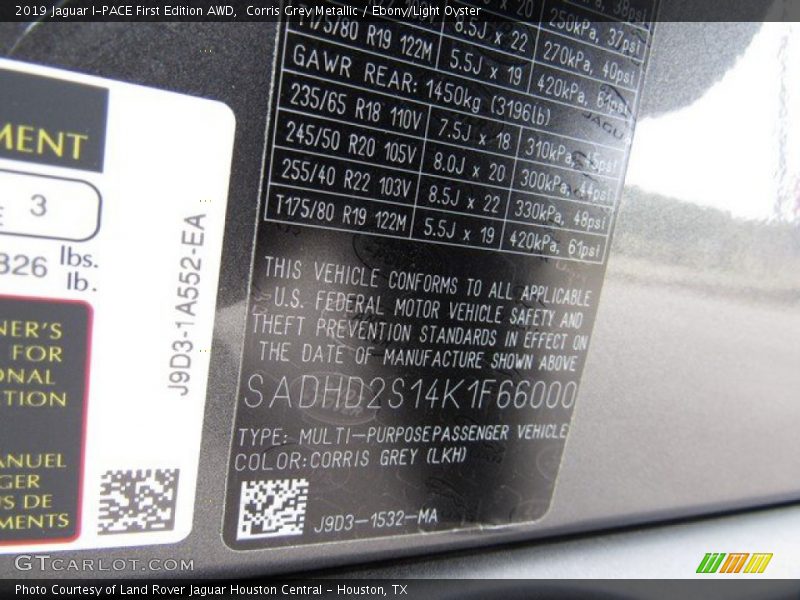 2019 Jaguar I-PACE First Edition AWD,  Corris Grey Metallic / Ebony/Light Oyster
MENT
3
826 lbs.
lb.
NER'S
FOR
ONAL
TION
ANUEL
GER
US DE
MENTS
J9D3-1A552-EA
8.5J x 22 250kPa, 37psi
T175/80 R19 122M 5.5J x 19 270kPa, 40psi
420kPa, 61psi
GAWR REAR: 1450kg (3196lb)
235/65 R18 110V 7.5J x 18 310kPa, 45psi
245/50 R20 105V 8.0J x 20 300kPa, 44psi
255/40 R22 103V 8.5J x 22 330kPa, 48psi
T175/80 R19 122M 5.5J x 19 420kPa, 61psi
THIS VEHICLE CONFORMS TO ALL APPLICABLE
U.S. FEDERAL MOTOR VEHICLE SAFETY AND
THEFT PREVENTION STANDARDS IN EFFECT ON
THE DATE OF MANUFACTURE SHOWN ABOVE
SADHD2S14K1F66000
TYPE: MULTI-PURPOSE PASSENGER VEHICLE
COLOR:CORRIS GREY (LKH)
J9D3-1532-MA
GTCARLOT.COM
Photo Courtesy of Land Rover Jaguar Houston Central - Houston, TX